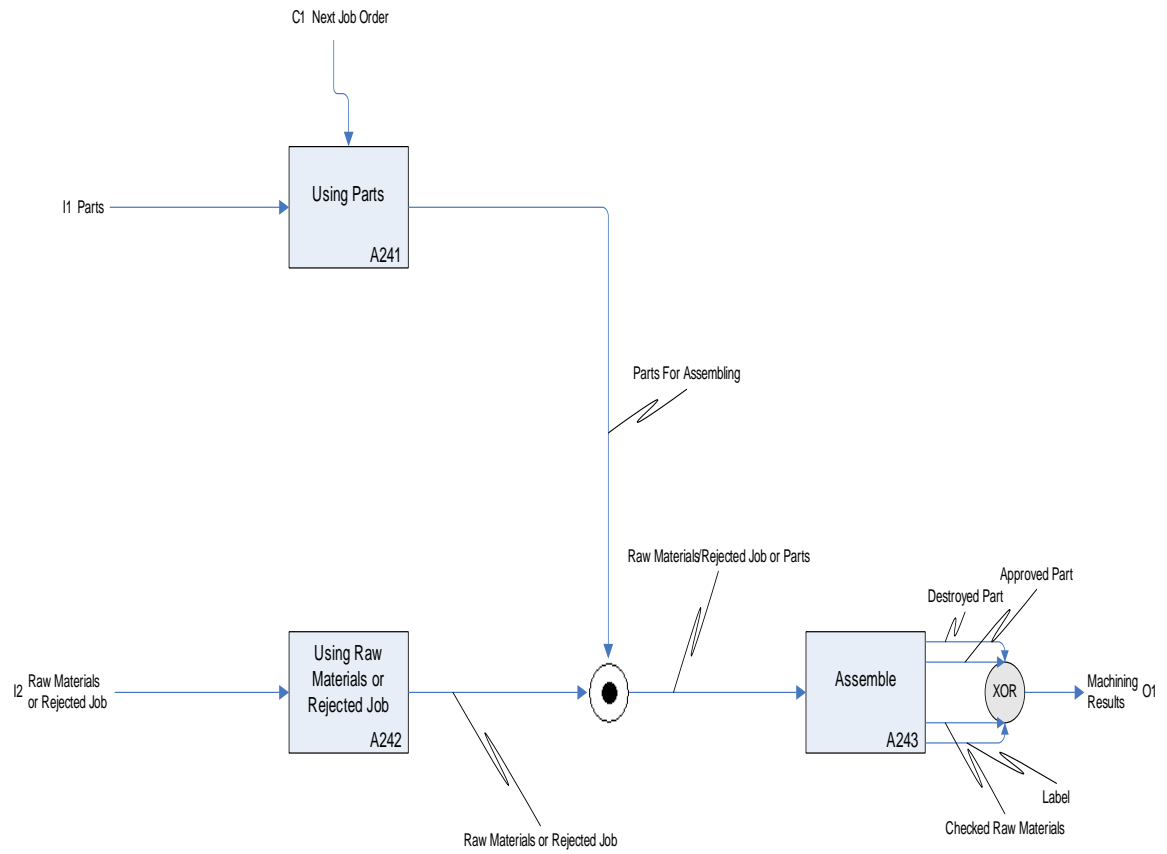 C1 Next Job Order
Using Parts
I1 Parts
A241
Parts For Assembling
Raw Materials/Rejected Job or Parts
Approved Part
Destroyed Part
Using Raw
Materials or
Rejected Job
A242
I2 Raw Materials
or Rejected Job
Assemble
A243
XOR
Machining
Results
O1
Label
Checked Raw Materials
Raw Materials or Rejected Job